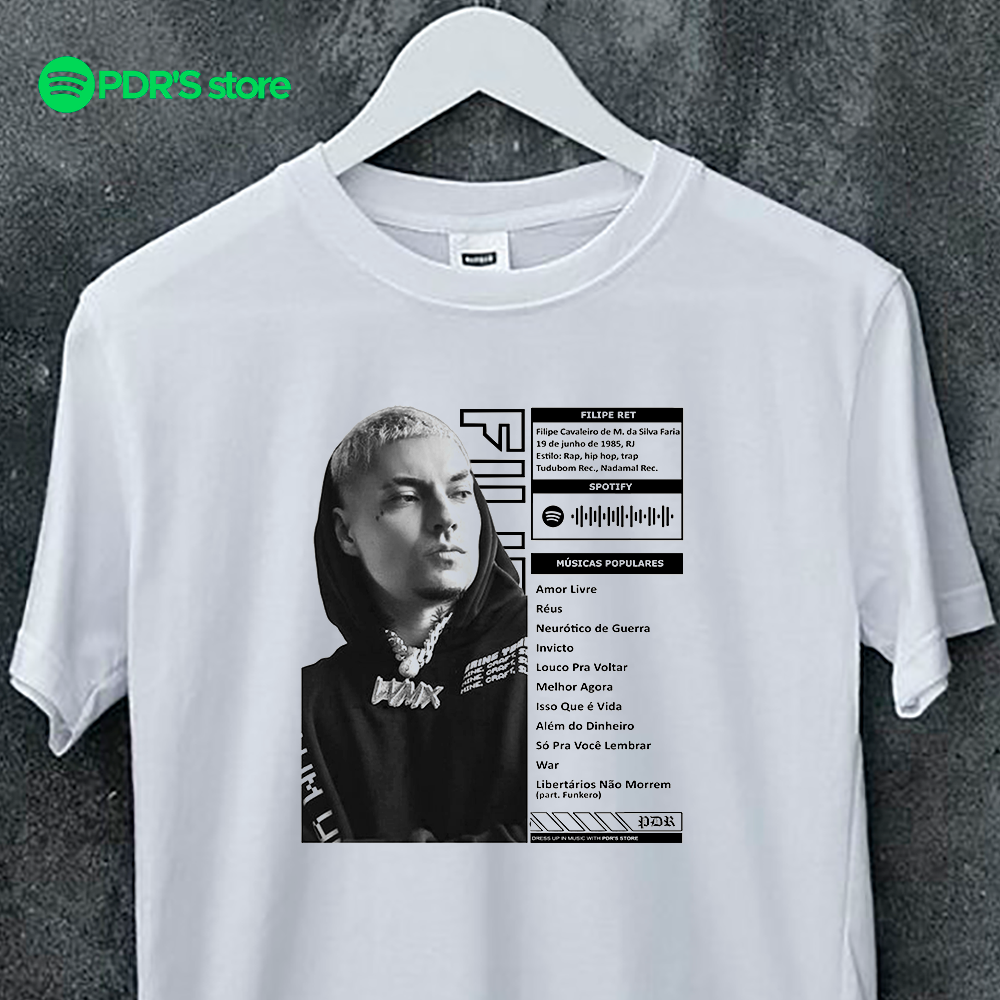 PDR'S store
FILIPE RET
Filipe Cavaleiro de M. da Silva Faria
19 de junho de 1985, RJ
Estilo: Rap, hip hop, trap
Tudubom Rec., Nadamal Rec.
SPOTIFY
MÚSICAS POPULARES
Amor Livre
Réus
Neurótico de Guerra
Invicto
Louco Pra Voltar
Melhor Agora
Isso Que é Vida
Além do Dinheiro
Só Pra Você Lembrar
War
Libertários Não Morrem
(part. Funkero)
PDR
DRESS UP IN MUSIC WITH PDR'S STORE